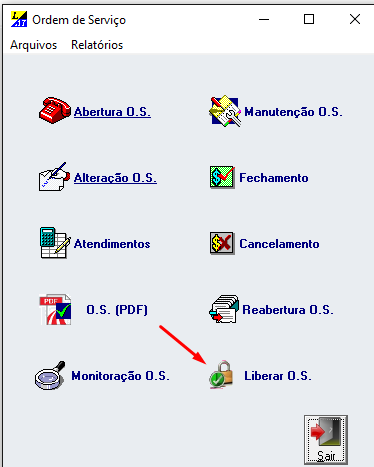 Ordem de Serviço
Arquivos Relatórios
Abertura O.S.
Manutenção O.S.
Alteração O.S.
Fechamento
Atendimentos
Cancelamento
PDF
O.S. (PDF)
Reabertura O.S.
Monitoração O.S.
Liberar O.S.
Sair